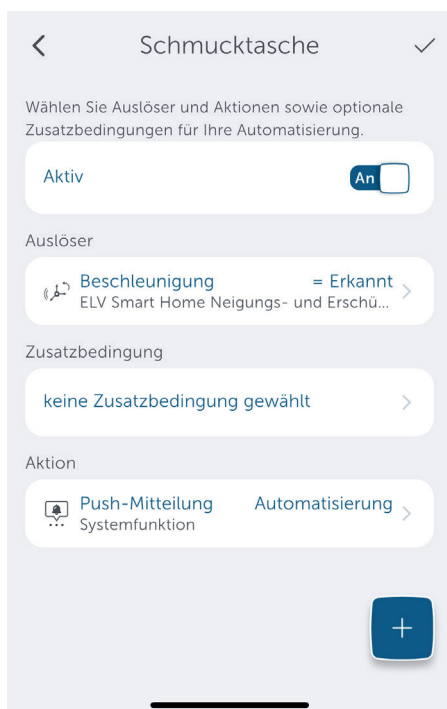 Schmucktasche
Wählen Sie Auslöser und Aktionen sowie optionale
Zusatzbedingungen für Ihre Automatisierung.
Aktiv An
Auslöser
Beschleunigung = Erkannt
ELV Smart Home Neigungs- und Erschü...
Zusatzbedingung
keine Zusatzbedingung gewählt
Aktion
Push-Mitteilung Automatisierung
Systemfunktion